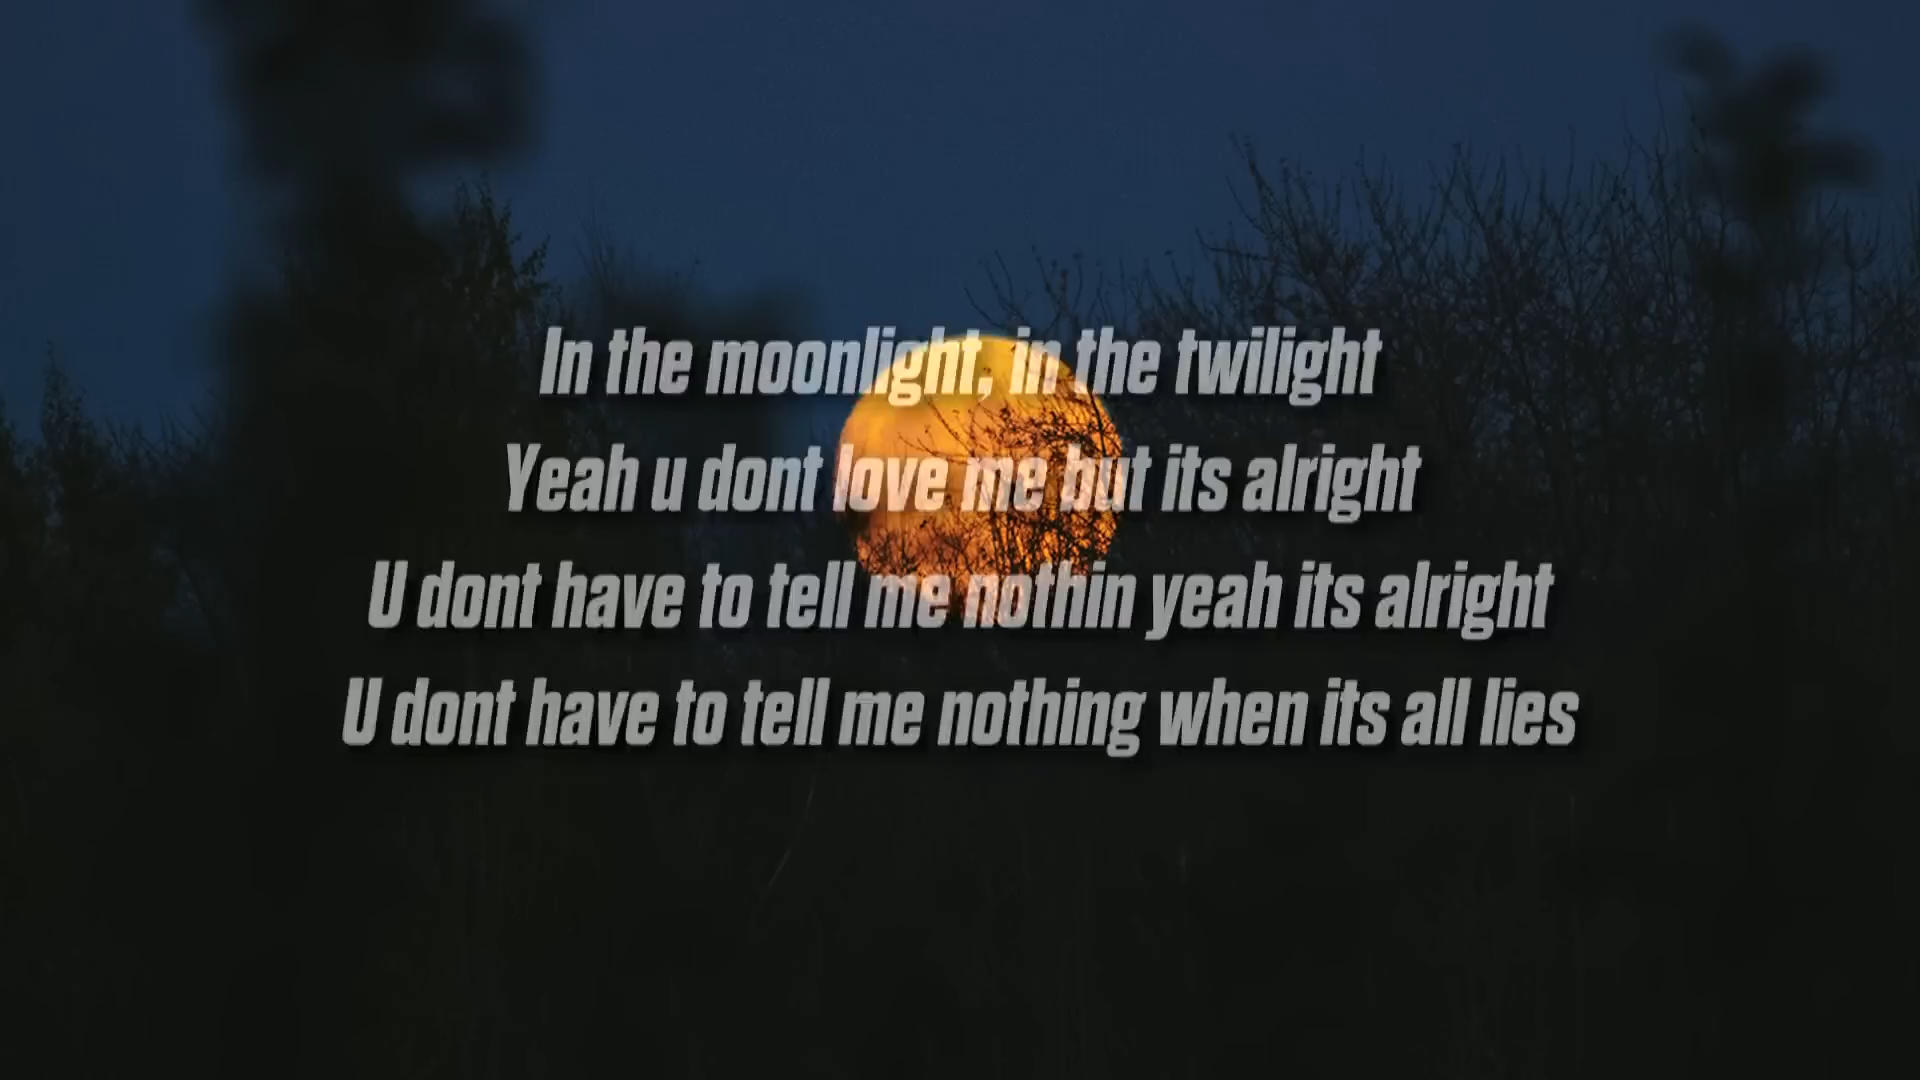 In the moonlight, in the twilight
Yeah u dont love me but its alright
U dont have to tell me nothin yeah its alright
U dont have to tell me nothing when its all lies